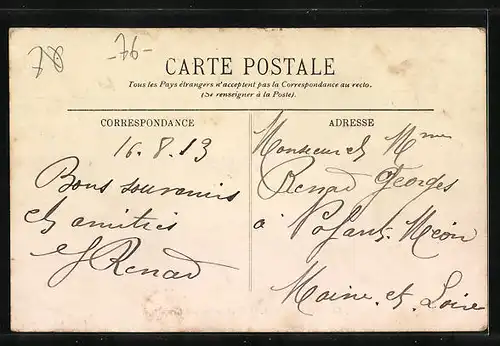 78
-76-
CARTE POSTALE
Tous les Pays étrangers n'acceptent pas la Correspondance au recto.
(Se renseigner à la Poste).
CORRESPONDANCE
16.8.13
Bons souvenirs
et amitiés
Renard
ADRESSE
Monsieur et Mme
Renard Georges
à Méon
Maine. et. Loire